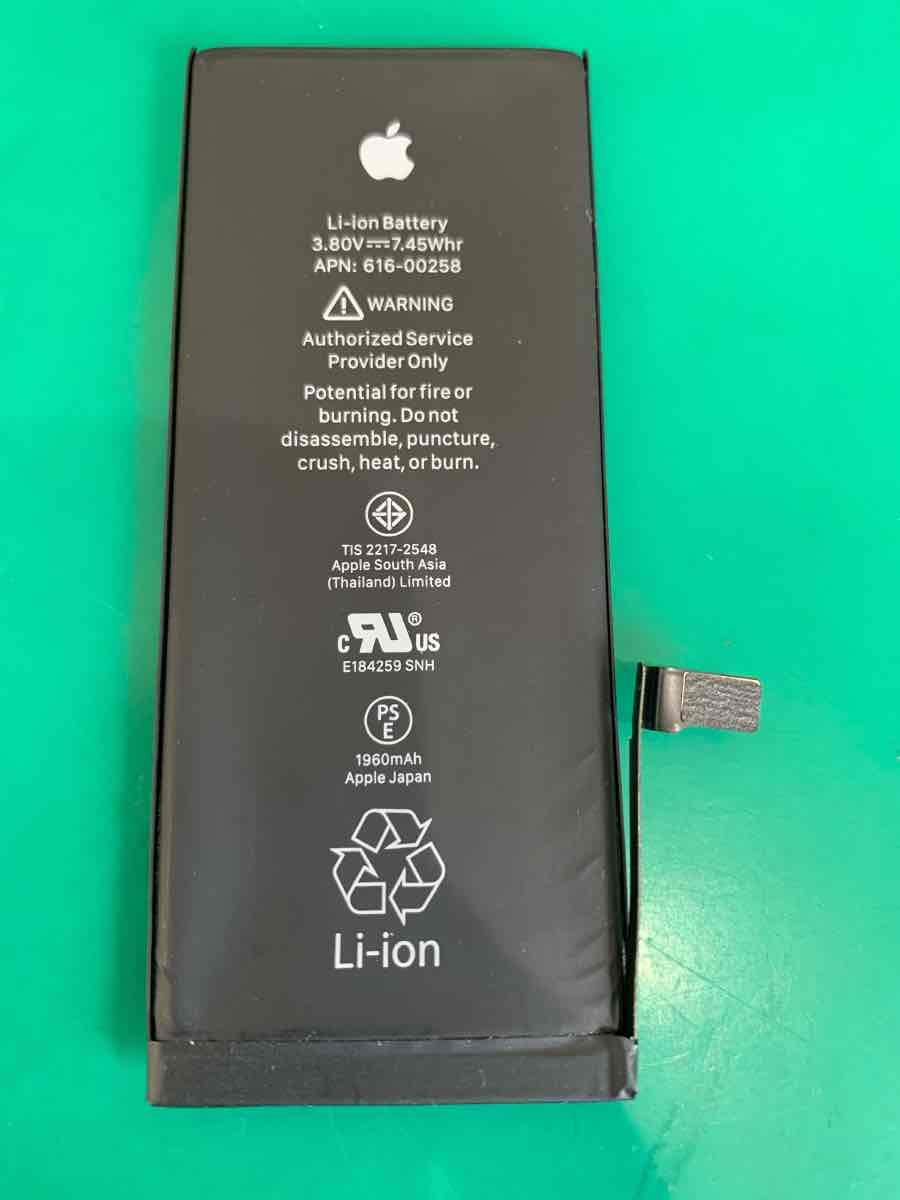 Li-ion Battery
3.80V⎓7.45Whr
APN: 616-00258
WARNING
Authorized Service
Provider Only
Potential for fire or
burning. Do not
disassemble, puncture,
crush, heat, or burn.
TIS 2217-2548
Apple South Asia
(Thailand) Limited
c RU ® US
E184259 SNH
PS
E
1960mAh
Apple Japan
Li-ion